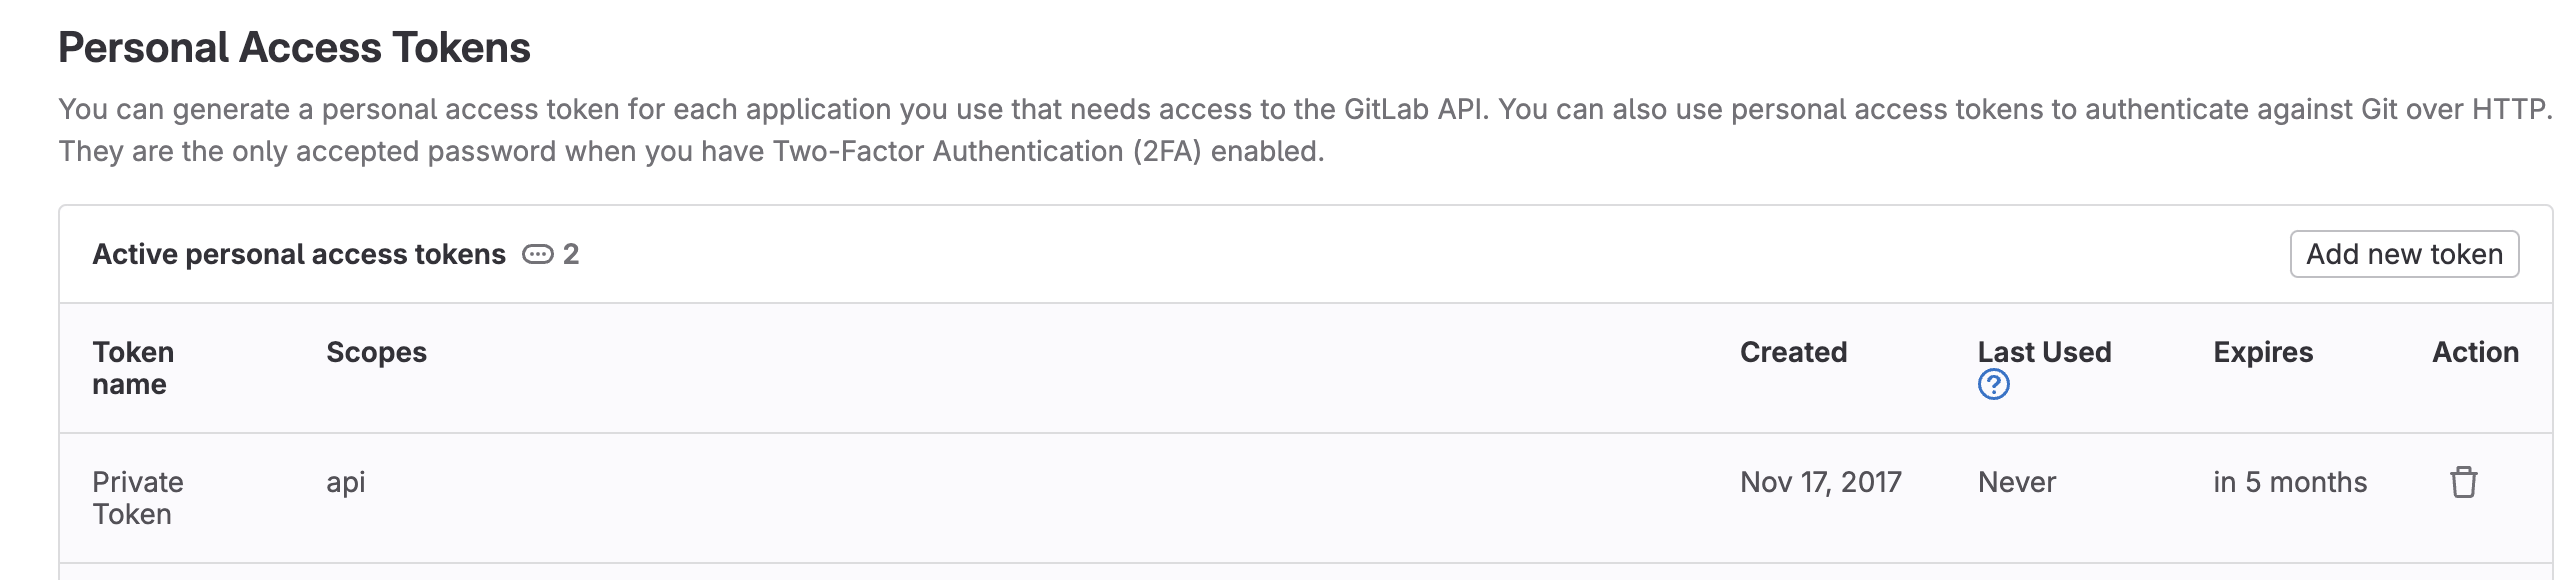 Personal Access Tokens
You can generate a personal access token for each application you use that needs access to the GitLab API. You can also use personal access tokens to authenticate against Git over HTTP.
They are the only accepted password when you have Two-Factor Authentication (2FA) enabled.
Active personal access tokens 2
Add new token
Token name
Scopes
Created
Last Used
Expires
Action
Private Token
api
Nov 17, 2017
Never
in 5 months